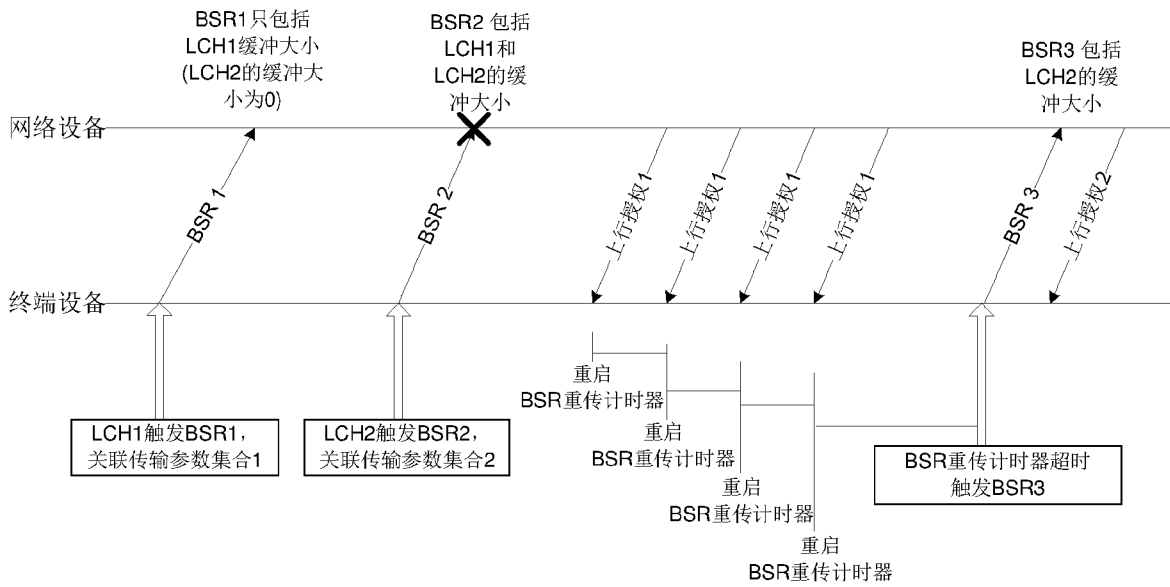 BSR1只包括
LCH1缓冲大小
(LCH2的缓冲大
小为0)
BSR2 包括
LCH1和
LCH2的缓
冲大小
BSR3 包括
LCH2的缓
冲大小
网络设备
BSR 1
BSR 2
上行授权1
上行授权1
上行授权1
上行授权1
BSR 3
上行授权2
终端设备
重启
BSR重传计时器
重启
BSR重传计时器
重启
BSR重传计时器
重启
BSR重传计时器
LCH1触发BSR1，
关联传输参数集合1
LCH2触发BSR2，
关联传输参数集合2
BSR重传计时器超时
触发BSR3